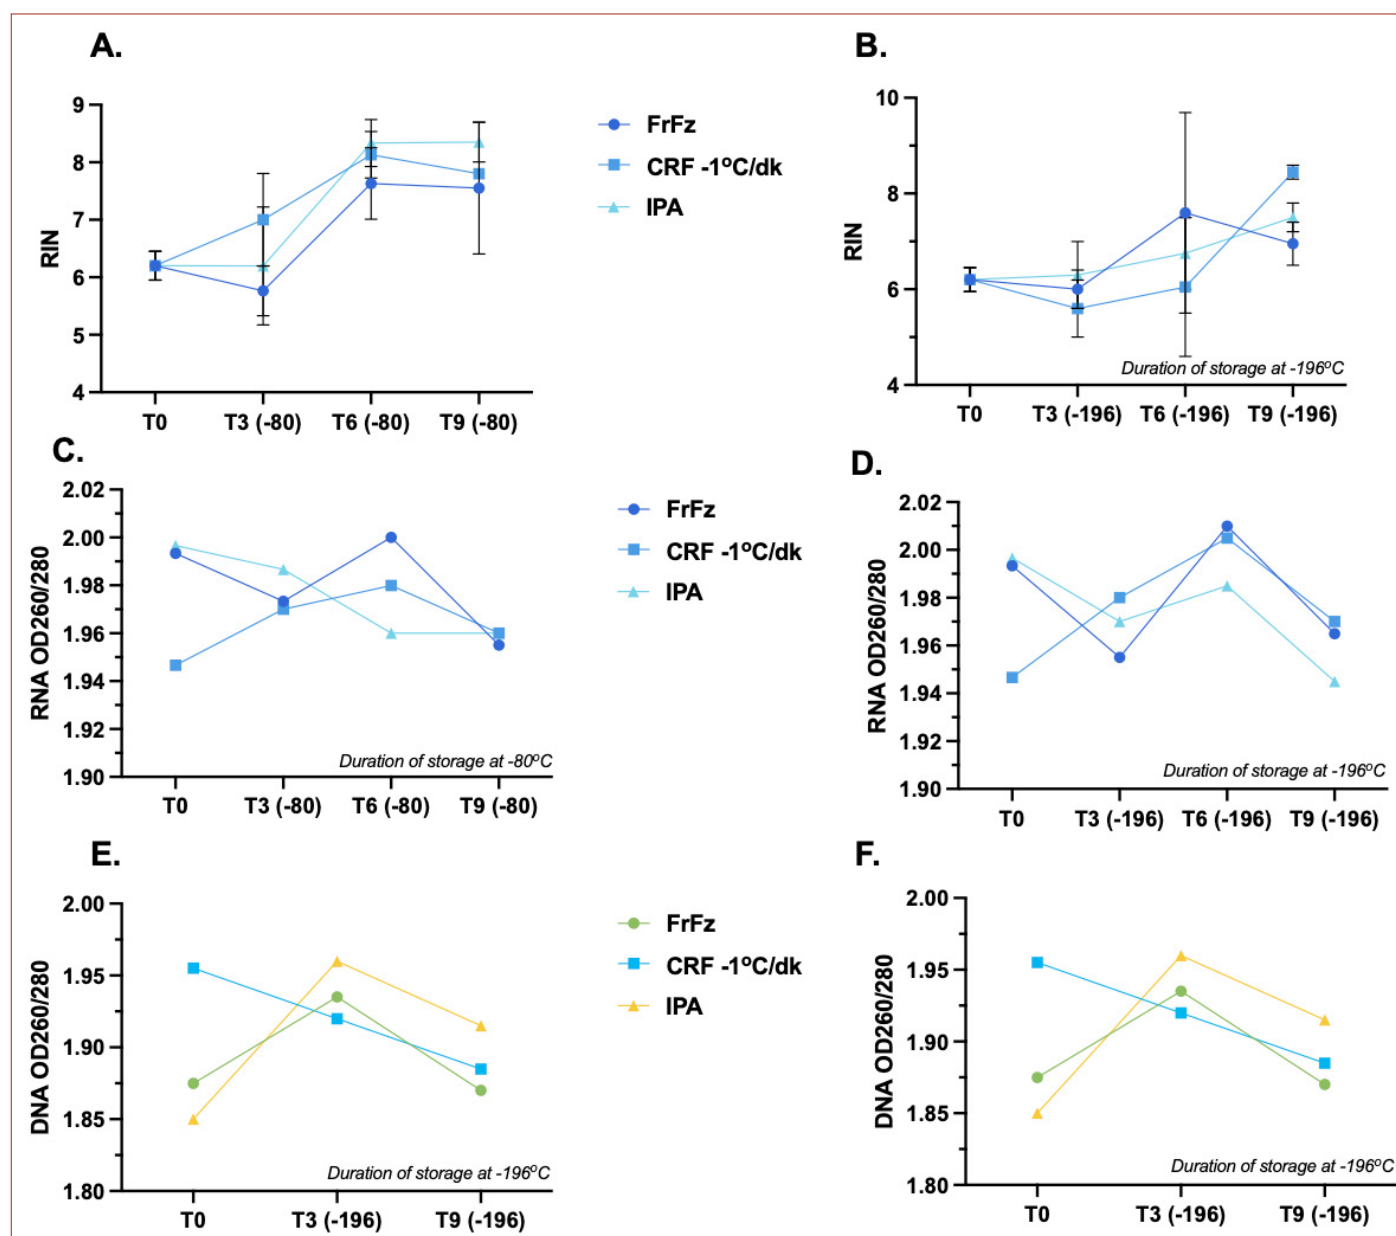 A.
RIN
9
8
7
6
5
4
T0 T3 (-80) T6 (-80) T9 (-80)
FrFz
CRF -1ºC/dk
IPA
B.
RIN
10
8
6
4
Duration of storage at -196ºC
T0 T3 (-196) T6 (-196) T9 (-196)
C.
RNA OD260/280
2.02
2.00
1.98
1.96
1.94
1.92
1.90
Duration of storage at -80ºC
T0 T3 (-80) T6 (-80) T9 (-80)
FrFz
CRF -1ºC/dk
IPA
D.
RNA OD260/280
2.02
2.00
1.98
1.96
1.94
1.92
1.90
Duration of storage at -196ºC
T0 T3 (-196) T6 (-196) T9 (-196)
E.
DNA OD260/280
2.00
1.95
1.90
1.85
1.80
Duration of storage at -196ºC
T0 T3 (-196) T9 (-196)
FrFz
CRF -1ºC/dk
IPA
F.
DNA OD260/280
2.00
1.95
1.90
1.85
1.80
Duration of storage at -196ºC
T0 T3 (-196) T9 (-196)